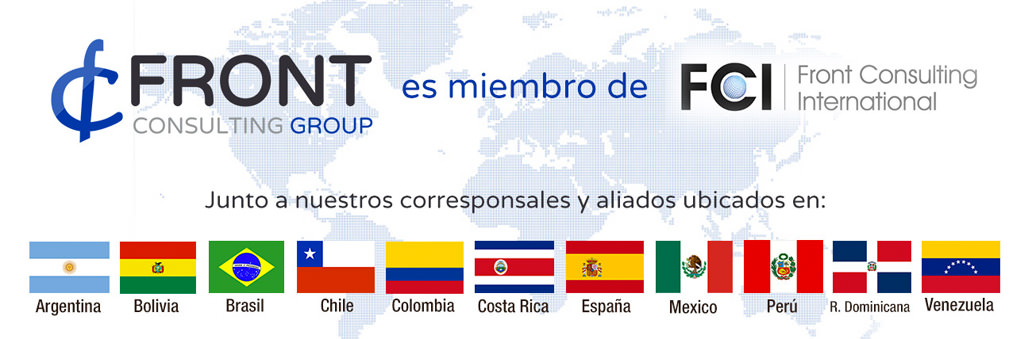 FRONT
CONSULTING GROUP
es miembro de
FCI
Front Consulting
International
Junto a nuestros corresponsales y aliados ubicados en:
Argentina Bolivia Brasil Chile Colombia Costa Rica España Mexico Perú R. Dominicana Venezuela